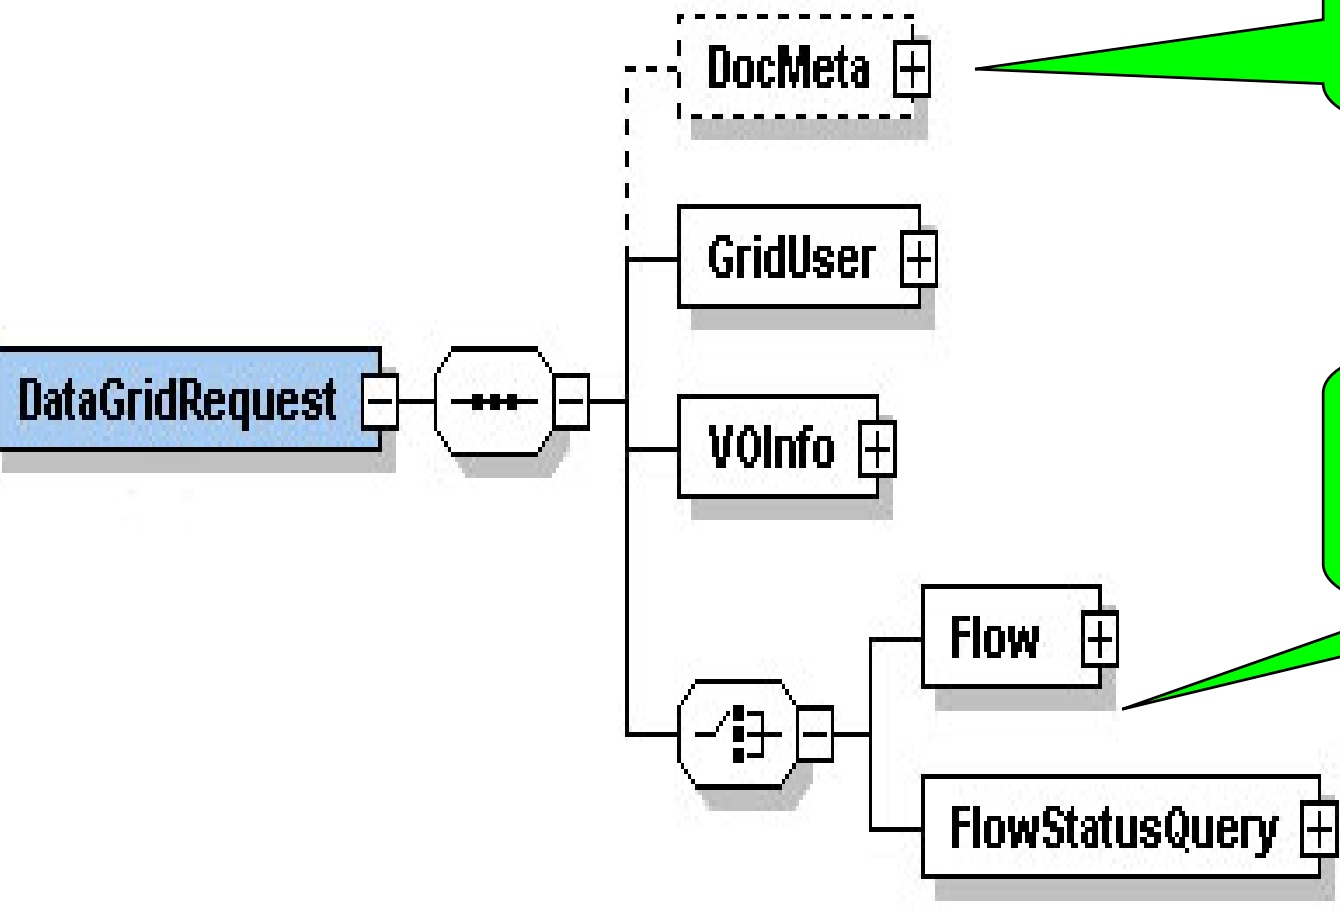 DocMeta
GridUser
DataGridRequest
VOInfo
Flow
FlowStatusQuery